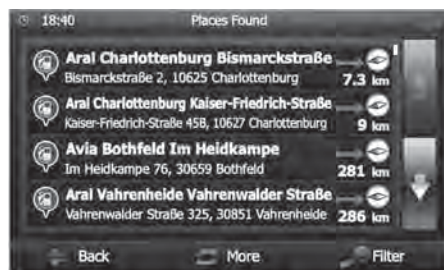 18:40 Places Found
Aral Charlottenburg Bismarckstraße
Bismarckstraße 2, 10625 Charlottenburg 7.3 km
Aral Charlottenburg Kaiser-Friedrich-Straße
Kaiser-Friedrich-Straße 45B, 10627 Charlottenburg 9 km
Avia Bothfeld Im Heidkampe
Im Heidkampe 76, 30659 Bothfeld 281 km
Aral Vahrenheide Vahrenwalder Straße
Vahrenwalder Straße 325, 30851 Vahrenheide 286 km
Back More Filter